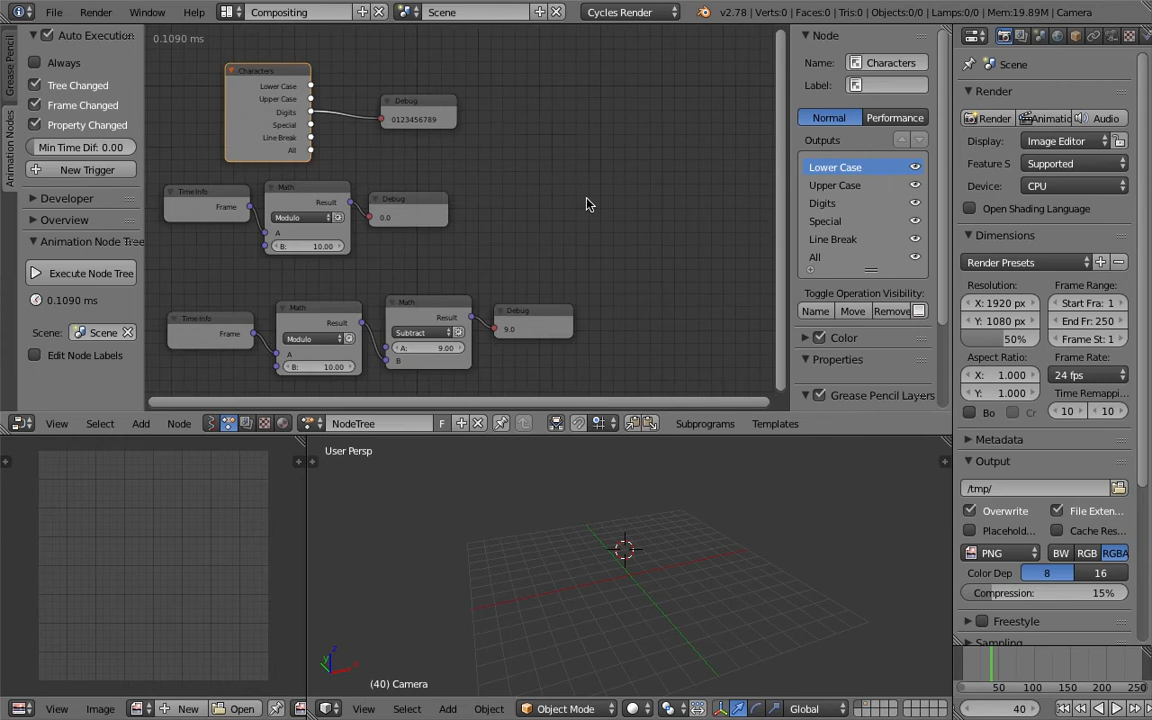 File Render Window Help Compositing Scene Cycles Render v2.78 | Verts:0 | Faces:0 | Tris:0 | Objects:0/0 | Lamps:0/0 | Mem:19.89M | Camera
Grease Pencil
Animation Nodes
Auto Execution
Always
Tree Changed
Frame Changed
Property Changed
Min Time Dif: 0.00
New Trigger
Developer
Overview
Animation Node Tree
Execute Node Tree
0.1090 ms
Scene: Scene
Edit Node Labels
0.1090 ms
Characters
Lower Case
Upper Case
Digits
Special
Line Break
All
Debug
0123456789
Time Info
Frame
Math
Result
Modulo
A
B: 10.00
Debug
0.0
Time Info
Frame
Math
Result
Modulo
A
B: 10.00
Math
Result
Subtract
A: 9.00
B
Debug
9.0
Node
Name: Characters
Label:
Normal Performance
Outputs
Lower Case
Upper Case
Digits
Special
Line Break
All
Toggle Operation Visibility:
Name Move Remove
Color
Properties
Grease Pencil Layers
Scene
Render
Render Animatic Audio
Display: Image Editor
Feature S Supported
Device: CPU
Open Shading Language
Dimensions
Render Presets
Resolution: Frame Range:
X: 1920 px Start Fra: 1
Y: 1080 px End Fr: 250
50% Frame St: 1
Aspect Ratio: Frame Rate:
X: 1.000 24 fps
Y: 1.000 Time Remappi...
Bo Cr 10 10
Metadata
Output
/tmp/
Overwrite File Exten...
Placehold... Cache Res...
PNG BW RGB RGBA
Color Dep 8 16
Compression: 15%
Freestyle
Sampling
View Select Add Node NodeTree F Subprograms Templates
User Persp
(40) Camera
z
y
x
View Image New Open
View Select Add Object Object Mode Global
50 100 150 200 250
40